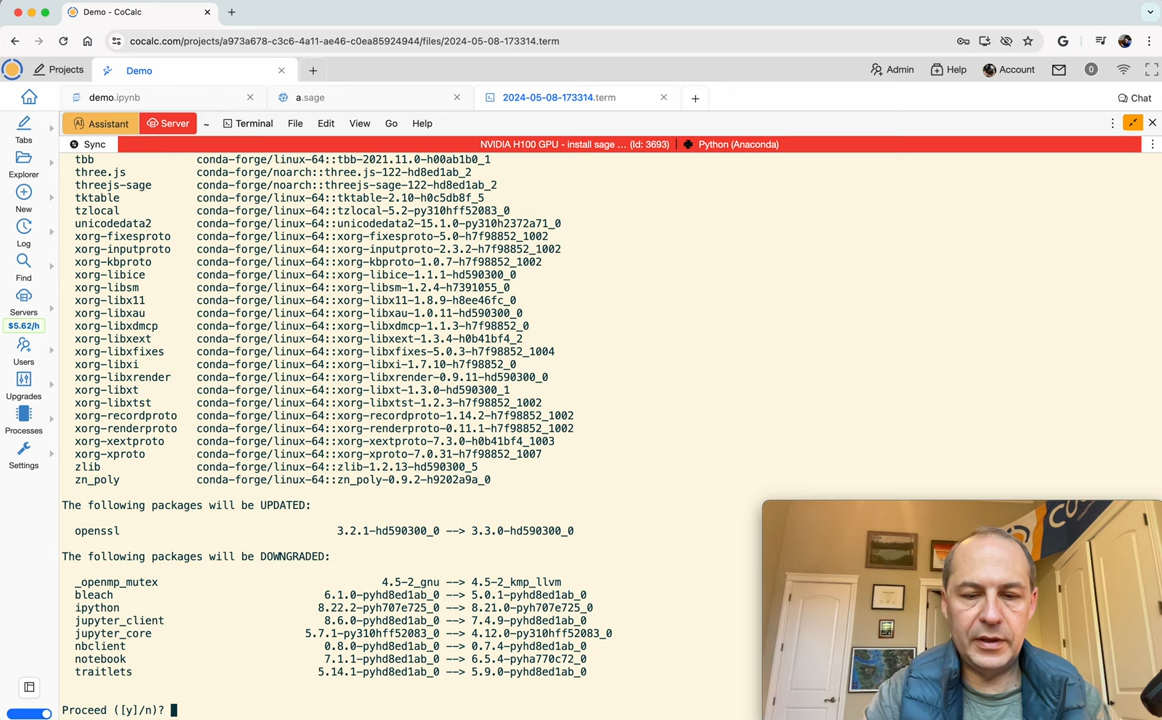 Demo - CoCalc
cocalc.com/projects/a973a678-c3c6-4a11-ae46-c0ea85924944/files/2024-05-08-173314.term
Projects
Demo
Admin
Help
Account
0
demo.ipynb
a.sage
2024-05-08-173314.term
Chat
Assistant
Server
~
Terminal
File
Edit
View
Go
Help
Sync
NVIDIA H100 GPU - install sage ... (Id: 3693)
Python (Anaconda)
Tabs
Explorer
New
Log
Find
Servers
$5.62/h
Users
Upgrades
Processes
Settings
tbb conda-forge/linux-64::tbb-2021.11.0-h00ab1b0_1
three.js conda-forge/noarch::three.js-122-hd8ed1ab_2
threejs-sage conda-forge/noarch::threejs-sage-122-hd8ed1ab_2
tktable conda-forge/linux-64::tktable-2.10-h0c5db8f_5
tzlocal conda-forge/linux-64::tzlocal-5.2-py310hff52083_0
unicodedata2 conda-forge/linux-64::unicodedata2-15.1.0-py310h2372a71_0
xorg-fixesproto conda-forge/linux-64::xorg-fixesproto-5.0-h7f98852_1002
xorg-inputproto conda-forge/linux-64::xorg-inputproto-2.3.2-h7f98852_1002
xorg-kbproto conda-forge/linux-64::xorg-kbproto-1.0.7-h7f98852_1002
xorg-libice conda-forge/linux-64::xorg-libice-1.1.1-hd590300_0
xorg-libsm conda-forge/linux-64::xorg-libsm-1.2.4-h7391055_0
xorg-libx11 conda-forge/linux-64::xorg-libx11-1.8.9-h8ee46fc_0
xorg-libxau conda-forge/linux-64::xorg-libxau-1.0.11-hd590300_0
xorg-libxdmcp conda-forge/linux-64::xorg-libxdmcp-1.1.3-h7f98852_0
xorg-libxext conda-forge/linux-64::xorg-libxext-1.3.4-h0b41bf4_2
xorg-libxfixes conda-forge/linux-64::xorg-libxfixes-5.0.3-h7f98852_1004
xorg-libxi conda-forge/linux-64::xorg-libxi-1.7.10-h7f98852_0
xorg-libxrender conda-forge/linux-64::xorg-libxrender-0.9.11-hd590300_0
xorg-libxt conda-forge/linux-64::xorg-libxt-1.3.0-hd590300_1
xorg-libxtst conda-forge/linux-64::xorg-libxtst-1.2.3-h7f98852_1002
xorg-recordproto conda-forge/linux-64::xorg-recordproto-1.14.2-h7f98852_1002
xorg-renderproto conda-forge/linux-64::xorg-renderproto-0.11.1-h7f98852_1002
xorg-xextproto conda-forge/linux-64::xorg-xextproto-7.3.0-h0b41bf4_1003
xorg-xproto conda-forge/linux-64::xorg-xproto-7.0.31-h7f98852_1007
zlib conda-forge/linux-64::zlib-1.2.13-hd590300_5
zn_poly conda-forge/linux-64::zn_poly-0.9.2-h9202a9a_0
The following packages will be UPDATED:
openssl 3.2.1-hd590300_0 --> 3.3.0-hd590300_0
The following packages will be DOWNGRADED:
_openmp_mutex 4.5-2_gnu --> 4.5-2_kmp_llvm
bleach 6.1.0-pyhd8ed1ab_0 --> 5.0.1-pyhd8ed1ab_0
ipython 8.22.2-pyh707e725_0 --> 8.21.0-pyh707e725_0
jupyter_client 8.6.0-pyhd8ed1ab_0 --> 7.4.9-pyhd8ed1ab_0
jupyter_core 5.7.1-py310hff52083_0 --> 4.12.0-py310hff52083_0
nbclient 0.8.0-pyhd8ed1ab_0 --> 0.7.4-pyhd8ed1ab_0
notebook 7.1.1-pyhd8ed1ab_0 --> 6.5.4-pyha770c72_0
traitlets 5.14.1-pyhd8ed1ab_0 --> 5.9.0-pyhd8ed1ab_0
Proceed ([y]/n)?